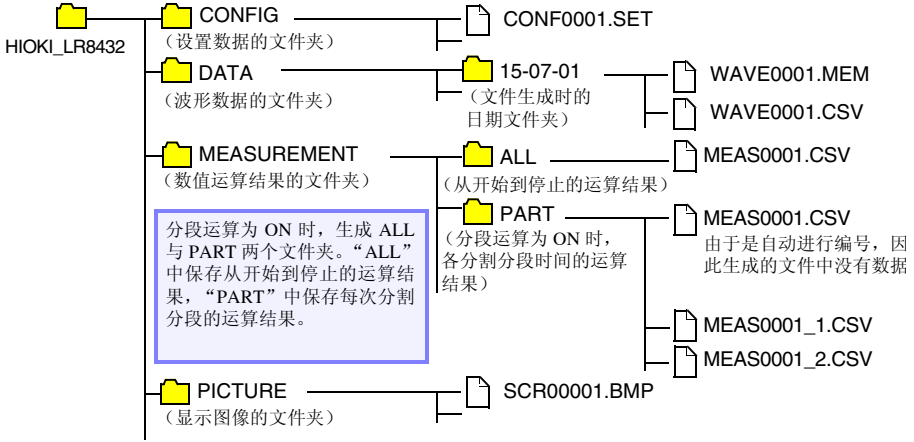 HIOKI_LR8432
CONFIG
（设置数据的文件夹）
CONF0001.SET
DATA
（波形数据的文件夹）
15-07-01
（文件生成时的
日期文件夹）
WAVE0001.MEM
WAVE0001.CSV
MEASUREMENT
（数值运算结果的文件夹）
ALL
（从开始到停止的运算结果）
MEAS0001.CSV
PART
（分段运算为 ON 时，
各分割分段时间的运算
结果）
MEAS0001.CSV
由于是自动进行编号，因
此生成的文件中没有数据
MEAS0001_1.CSV
MEAS0001_2.CSV
分段运算为 ON 时，生成 ALL
与 PART 两个文件夹。“ALL”
中保存从开始到停止的运算结
果，“PART”中保存每次分割
分段的运算结果。
PICTURE
（显示图像的文件夹）
SCR00001.BMP